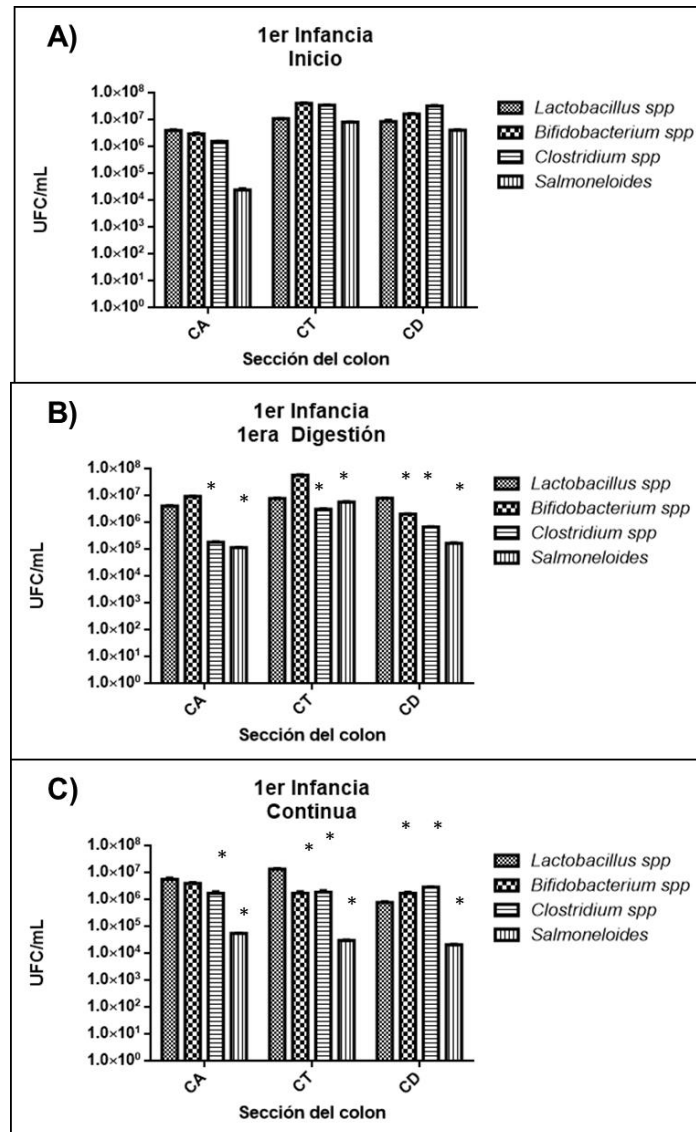 A)
1er Infancia
Inicio
UFC/mL
1.0×10⁸
1.0×10⁷
1.0×10⁶
1.0×10⁵
1.0×10⁴
1.0×10³
1.0×10²
1.0×10¹
1.0×10⁰
CA CT CD
Sección del colon
Lactobacillus spp
Bifidobacterium spp
Clostridium spp
Salmoneloides
B)
1er Infancia
1era Digestión
UFC/mL
1.0×10⁸
1.0×10⁷
1.0×10⁶
1.0×10⁵
1.0×10⁴
1.0×10³
1.0×10²
1.0×10¹
1.0×10⁰
* * * * * * *
CA CT CD
Sección del colon
Lactobacillus spp
Bifidobacterium spp
Clostridium spp
Salmoneloides
C)
1er Infancia
Continua
UFC/mL
1.0×10⁸
1.0×10⁷
1.0×10⁶
1.0×10⁵
1.0×10⁴
1.0×10³
1.0×10²
1.0×10¹
1.0×10⁰
* * * * * * * *
CA CT CD
Sección del colon
Lactobacillus spp
Bifidobacterium spp
Clostridium spp
Salmoneloides